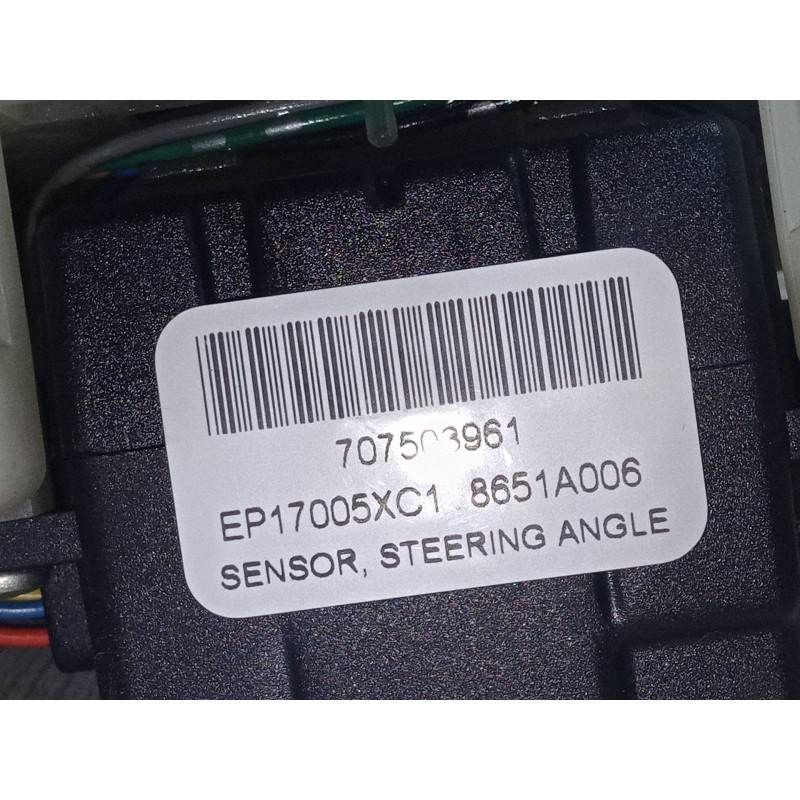 707503961
EP17005XC1 8651A006
SENSOR, STEERING ANGLE